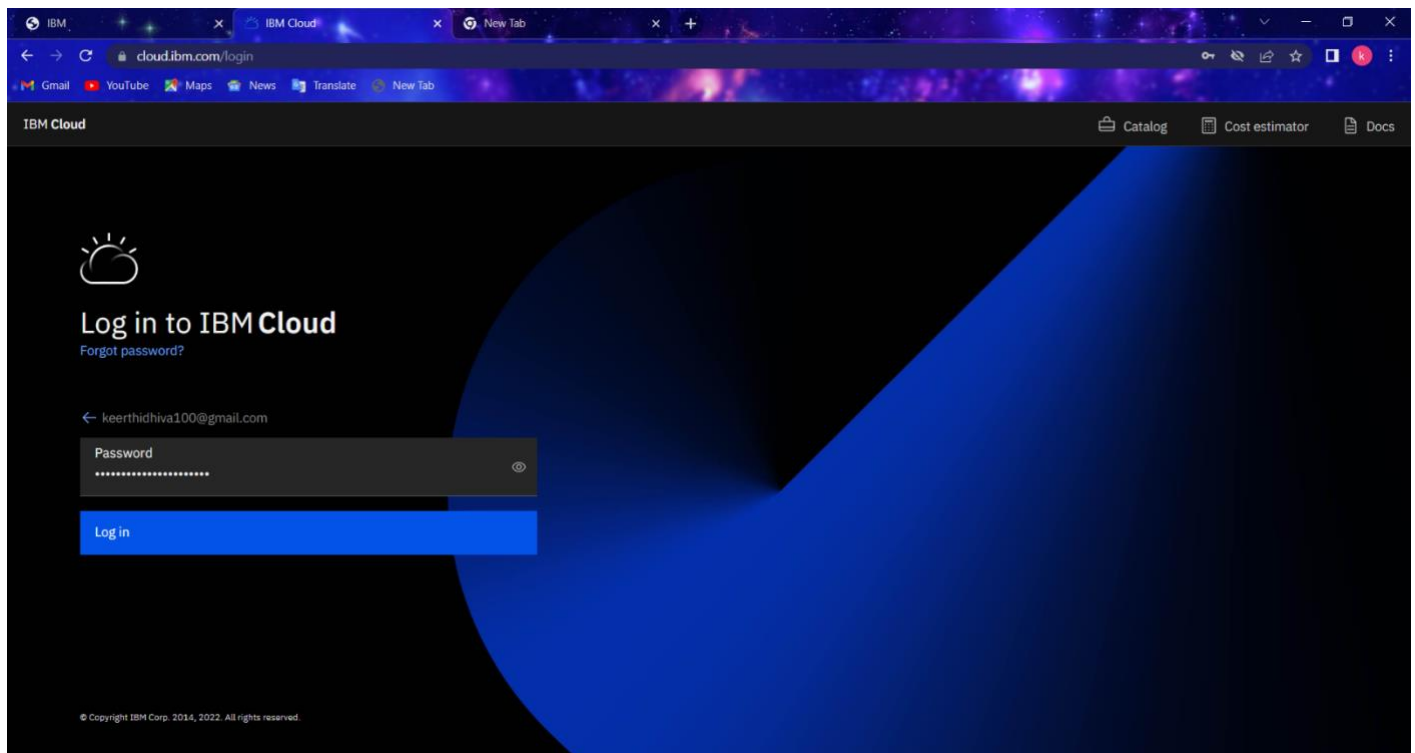 IBM
IBM Cloud
New Tab
cloud.ibm.com/login
k
Gmail
YouTube
Maps
News
Translate
New Tab
IBM Cloud
Catalog
Cost estimator
Docs
Log in to IBM Cloud
Forgot password?
← keerthidhiva100@gmail.com
Password
••••••••••••••••••••••
Log in
© Copyright IBM Corp. 2014, 2022. All rights reserved.